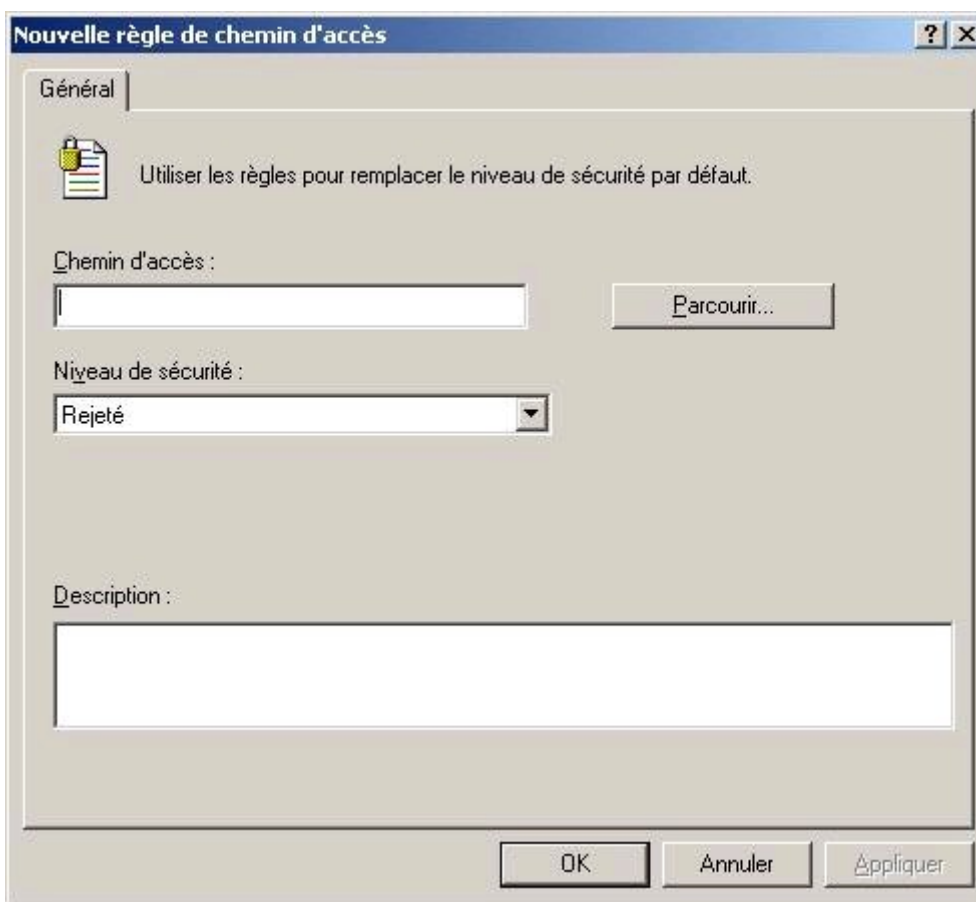 Nouvelle règle de chemin d'accès
Général
Utiliser les règles pour remplacer le niveau de sécurité par défaut.
Chemin d'accès :
Parcourir...
Niveau de sécurité :
Rejeté
Description :
OK
Annuler
Appliquer